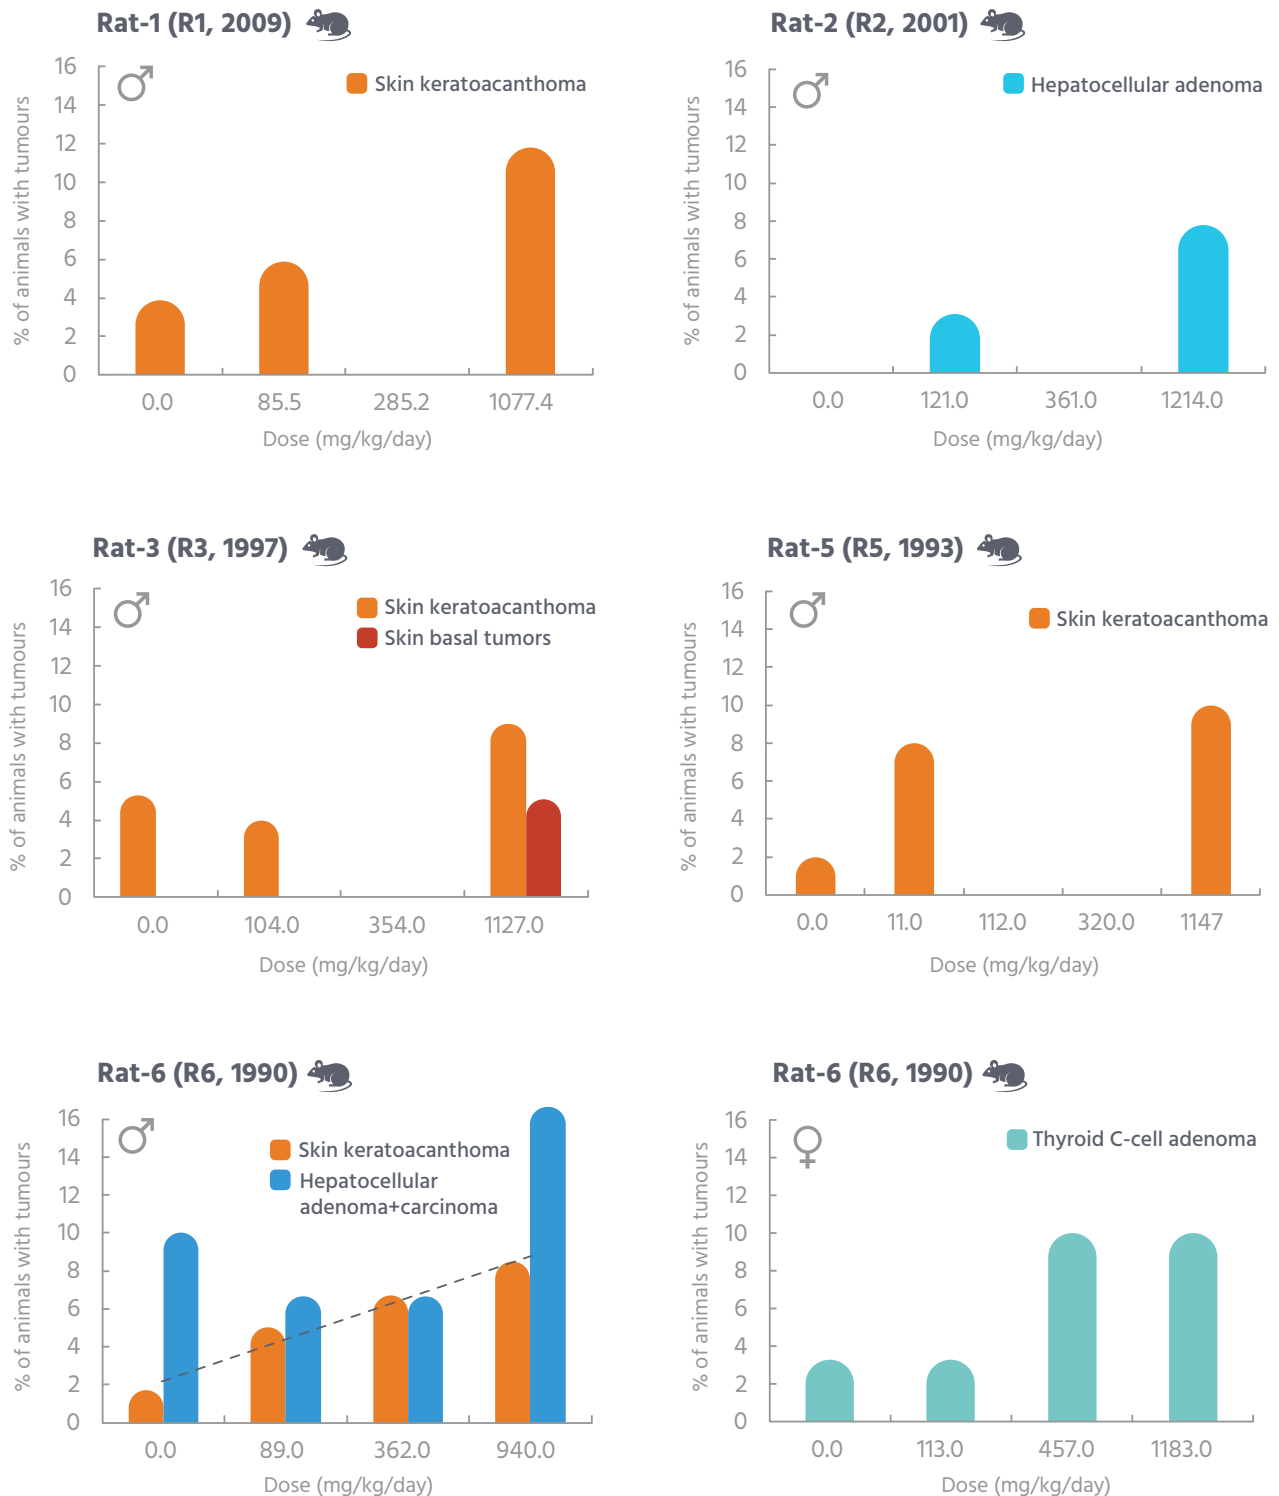 Rat-1 (R1, 2009)
% of animals with tumours
16
14
12
10
8
6
4
2
0
Skin keratoacanthoma
0.0 85.5 285.2 1077.4
Dose (mg/kg/day)
Rat-2 (R2, 2001)
% of animals with tumours
16
14
12
10
8
6
4
2
0
Hepatocellular adenoma
0.0 121.0 361.0 1214.0
Dose (mg/kg/day)
Rat-3 (R3, 1997)
% of animals with tumours
16
14
12
10
8
6
4
2
0
Skin keratoacanthoma
Skin basal tumors
0.0 104.0 354.0 1127.0
Dose (mg/kg/day)
Rat-5 (R5, 1993)
% of animals with tumours
16
14
12
10
8
6
4
2
0
Skin keratoacanthoma
0.0 11.0 112.0 320.0 1147
Dose (mg/kg/day)
Rat-6 (R6, 1990)
% of animals with tumours
16
14
12
10
8
6
4
2
0
Skin keratoacanthoma
Hepatocellular
adenoma+carcinoma
0.0 89.0 362.0 940.0
Dose (mg/kg/day)
Rat-6 (R6, 1990)
% of animals with tumours
16
14
12
10
8
6
4
2
0
Thyroid C-cell adenoma
0.0 113.0 457.0 1183.0
Dose (mg/kg/day)